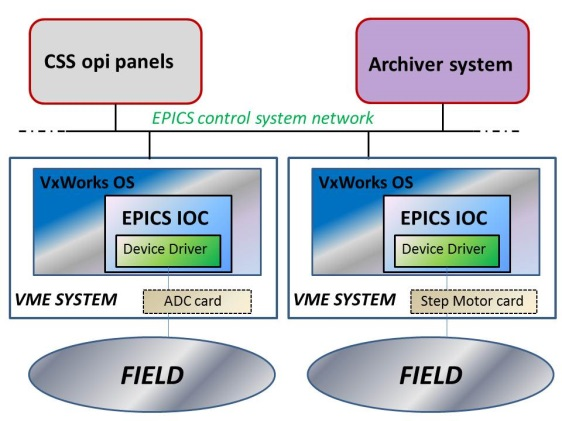 CSS opi panels
Archiver system
EPICS control system network
VxWorks OS
EPICS IOC
Device Driver
VME SYSTEM
ADC card
FIELD
VxWorks OS
EPICS IOC
Device Driver
VME SYSTEM
Step Motor card
FIELD